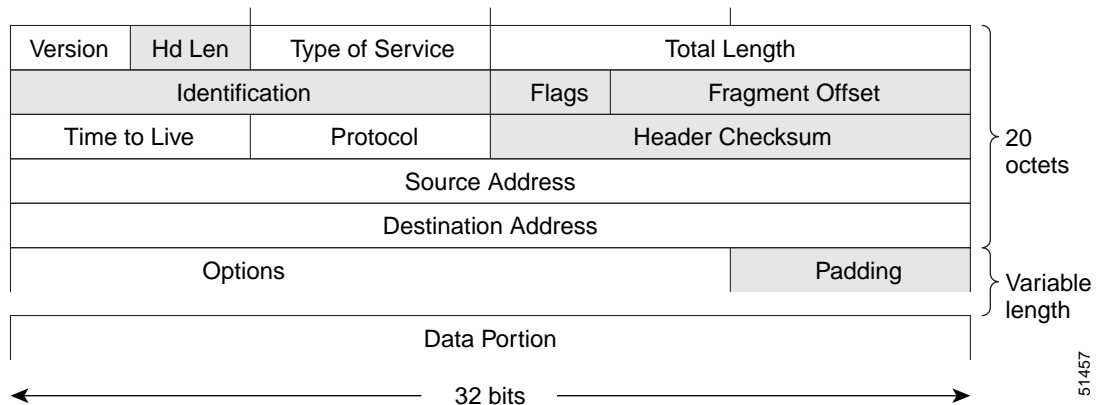 Version Hd Len Type of Service Total Length
Identification Flags Fragment Offset
Time to Live Protocol Header Checksum
20
octets
Source Address
Destination Address
Options Padding
Variable
length
Data Portion
32 bits
51457